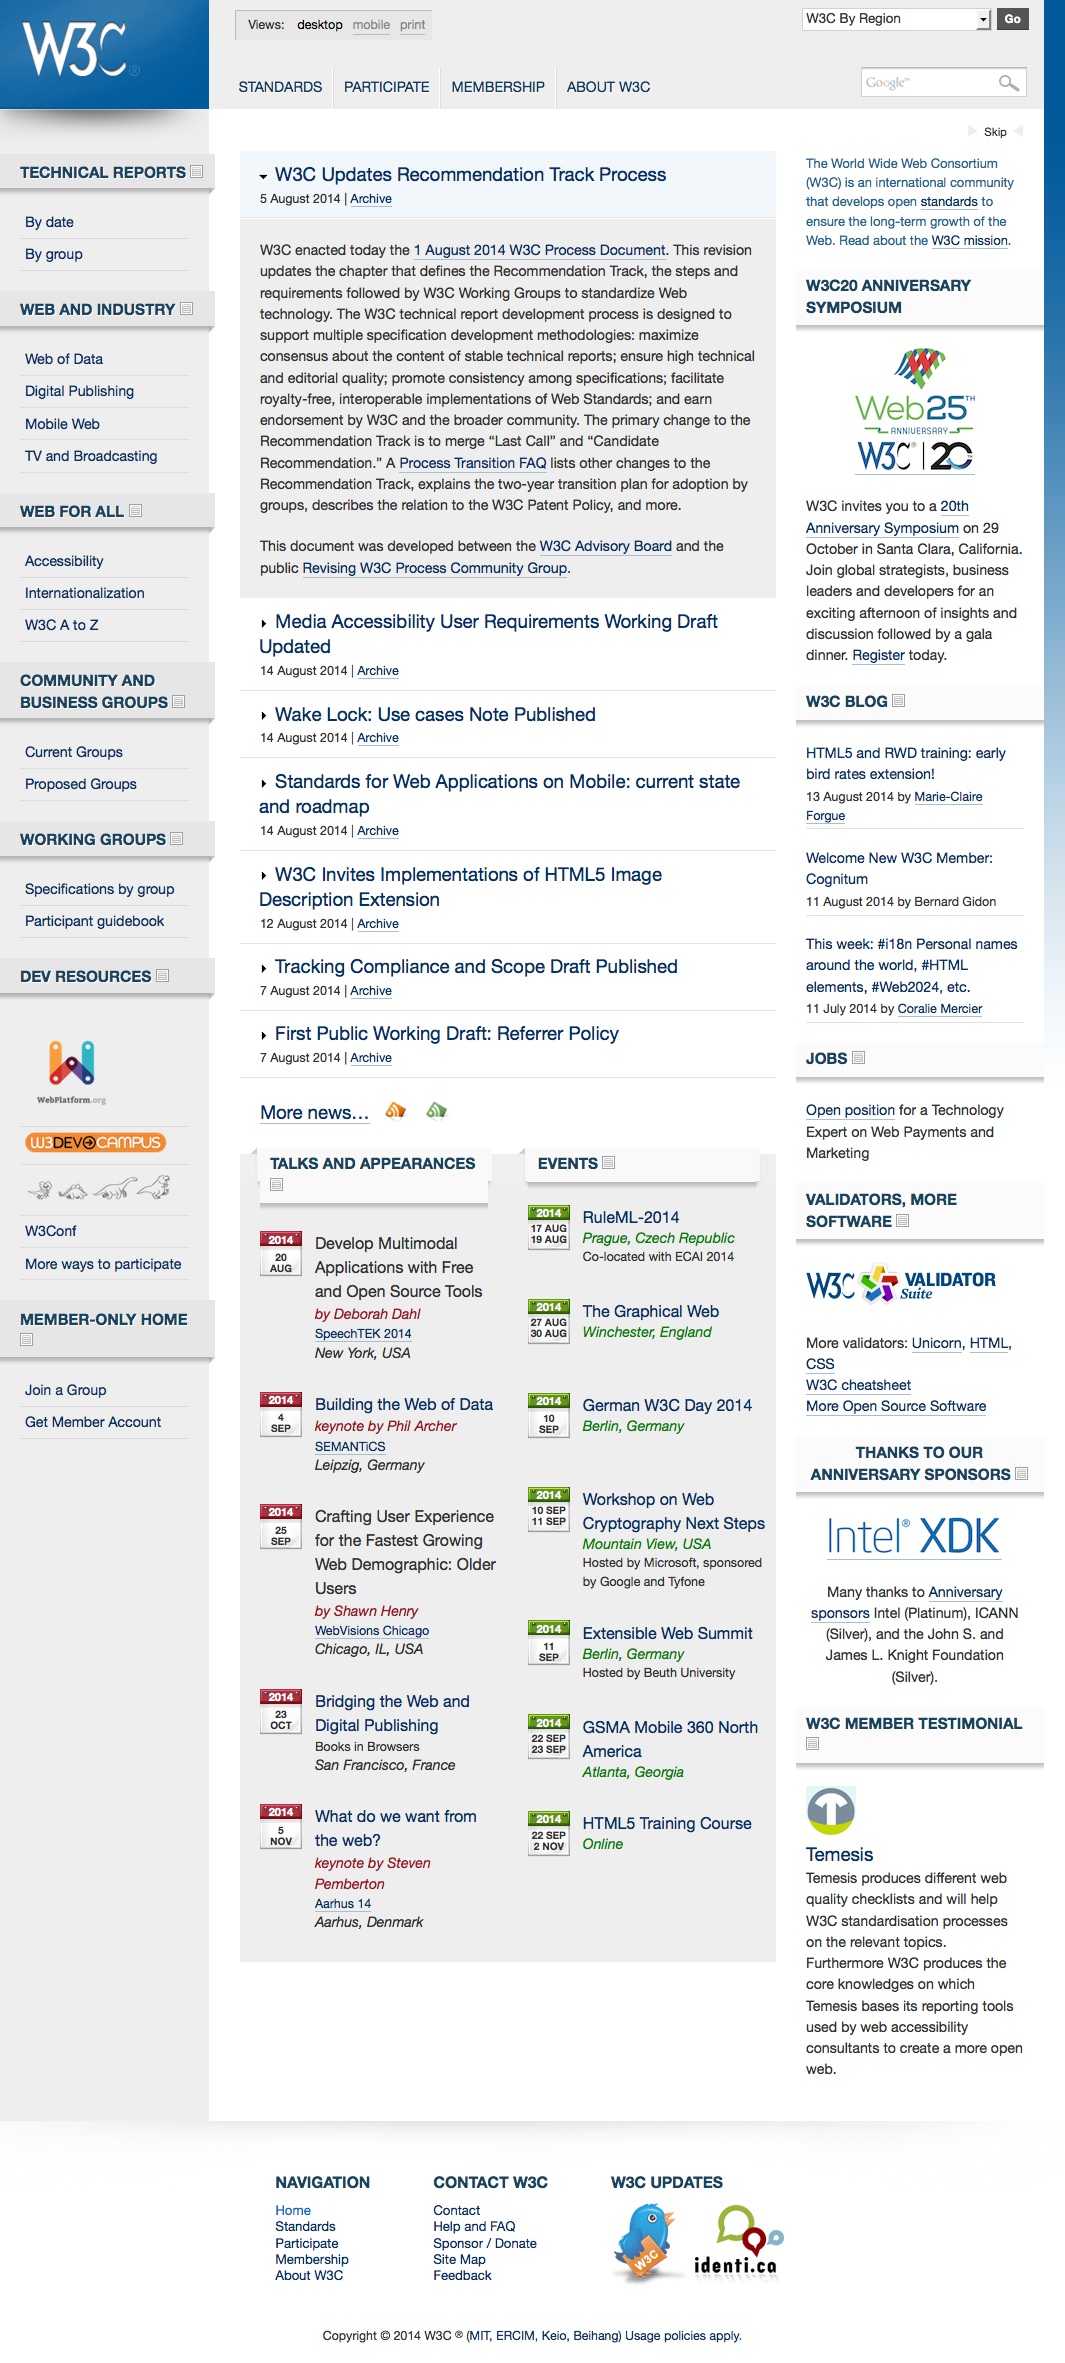 W3C®
Views: desktop mobile print
W3C By Region
Go
STANDARDS PARTICIPATE MEMBERSHIP ABOUT W3C
Google™
Skip
TECHNICAL REPORTS
By date
By group
WEB AND INDUSTRY
Web of Data
Digital Publishing
Mobile Web
TV and Broadcasting
WEB FOR ALL
Accessibility
Internationalization
W3C A to Z
COMMUNITY AND
BUSINESS GROUPS
Current Groups
Proposed Groups
WORKING GROUPS
Specifications by group
Participant guidebook
DEV RESOURCES
WebPlatform.org
W3DEVCAMPUS
W3Conf
More ways to participate
MEMBER-ONLY HOME
Join a Group
Get Member Account
W3C Updates Recommendation Track Process
5 August 2014 | Archive
W3C enacted today the 1 August 2014 W3C Process Document. This revision
updates the chapter that defines the Recommendation Track, the steps and
requirements followed by W3C Working Groups to standardize Web
technology. The W3C technical report development process is designed to
support multiple specification development methodologies: maximize
consensus about the content of stable technical reports; ensure high technical
and editorial quality; promote consistency among specifications; facilitate
royalty-free, interoperable implementations of Web Standards; and earn
endorsement by W3C and the broader community. The primary change to the
Recommendation Track is to merge “Last Call” and “Candidate
Recommendation.” A Process Transition FAQ lists other changes to the
Recommendation Track, explains the two-year transition plan for adoption by
groups, describes the relation to the W3C Patent Policy, and more.
This document was developed between the W3C Advisory Board and the
public Revising W3C Process Community Group.
Media Accessibility User Requirements Working Draft
Updated
14 August 2014 | Archive
Wake Lock: Use cases Note Published
14 August 2014 | Archive
Standards for Web Applications on Mobile: current state
and roadmap
14 August 2014 | Archive
W3C Invites Implementations of HTML5 Image
Description Extension
12 August 2014 | Archive
Tracking Compliance and Scope Draft Published
7 August 2014 | Archive
First Public Working Draft: Referrer Policy
7 August 2014 | Archive
More news...
TALKS AND APPEARANCES
2014
20
AUG
Develop Multimodal
Applications with Free
and Open Source Tools
by Deborah Dahl
SpeechTEK 2014
New York, USA
2014
4
SEP
Building the Web of Data
keynote by Phil Archer
SEMANTiCS
Leipzig, Germany
2014
25
SEP
Crafting User Experience
for the Fastest Growing
Web Demographic: Older
Users
by Shawn Henry
WebVisions Chicago
Chicago, IL, USA
2014
23
OCT
Bridging the Web and
Digital Publishing
Books in Browsers
San Francisco, France
2014
5
NOV
What do we want from
the web?
keynote by Steven
Pemberton
Aarhus 14
Aarhus, Denmark
EVENTS
2014
17 AUG
19 AUG
RuleML-2014
Prague, Czech Republic
Co-located with ECAI 2014
2014
27 AUG
30 AUG
The Graphical Web
Winchester, England
2014
10
SEP
German W3C Day 2014
Berlin, Germany
2014
10 SEP
11 SEP
Workshop on Web
Cryptography Next Steps
Mountain View, USA
Hosted by Microsoft, sponsored
by Google and Tyfone
2014
11
SEP
Extensible Web Summit
Berlin, Germany
Hosted by Beuth University
2014
22 SEP
23 SEP
GSMA Mobile 360 North
America
Atlanta, Georgia
2014
22 SEP
2 NOV
HTML5 Training Course
Online
The World Wide Web Consortium
(W3C) is an international community
that develops open standards to
ensure the long-term growth of the
Web. Read about the W3C mission.
W3C20 ANNIVERSARY
SYMPOSIUM
Web25™
ANNIVERSARY
W3C® | 20
W3C invites you to a 20th
Anniversary Symposium on 29
October in Santa Clara, California.
Join global strategists, business
leaders and developers for an
exciting afternoon of insights and
discussion followed by a gala
dinner. Register today.
W3C BLOG
HTML5 and RWD training: early
bird rates extension!
13 August 2014 by Marie-Claire
Forgue
Welcome New W3C Member:
Cognitum
11 August 2014 by Bernard Gidon
This week: #i18n Personal names
around the world, #HTML
elements, #Web2024, etc.
11 July 2014 by Coralie Mercier
JOBS
Open position for a Technology
Expert on Web Payments and
Marketing
VALIDATORS, MORE
SOFTWARE
W3C VALIDATOR
Suite
More validators: Unicorn, HTML,
CSS
W3C cheatsheet
More Open Source Software
THANKS TO OUR
ANNIVERSARY SPONSORS
Intel® XDK
Many thanks to Anniversary
sponsors Intel (Platinum), ICANN
(Silver), and the John S. and
James L. Knight Foundation
(Silver).
W3C MEMBER TESTIMONIAL
Temesis
Temesis produces different web
quality checklists and will help
W3C standardisation processes
on the relevant topics.
Furthermore W3C produces the
core knowledges on which
Temesis bases its reporting tools
used by web accessibility
consultants to create a more open
web.
NAVIGATION
Home
Standards
Participate
Membership
About W3C
CONTACT W3C
Contact
Help and FAQ
Sponsor / Donate
Site Map
Feedback
W3C UPDATES
W3C
identi.ca
Copyright © 2014 W3C ® (MIT, ERCIM, Keio, Beihang) Usage policies apply.